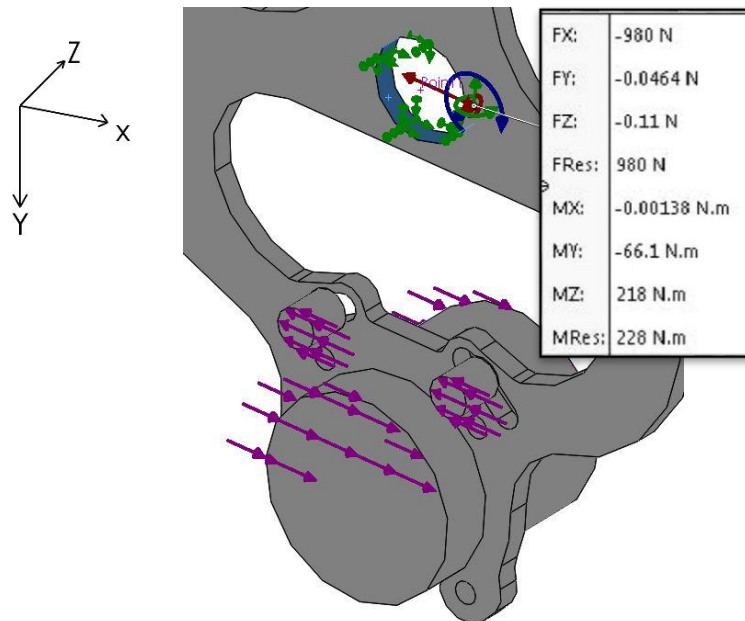 Z
X
Y
Point
FX: -980 N
FY: -0.0464 N
FZ: -0.11 N
FRes: 980 N
MX: -0.00138 N.m
MY: -66.1 N.m
MZ: 218 N.m
MRes: 228 N.m